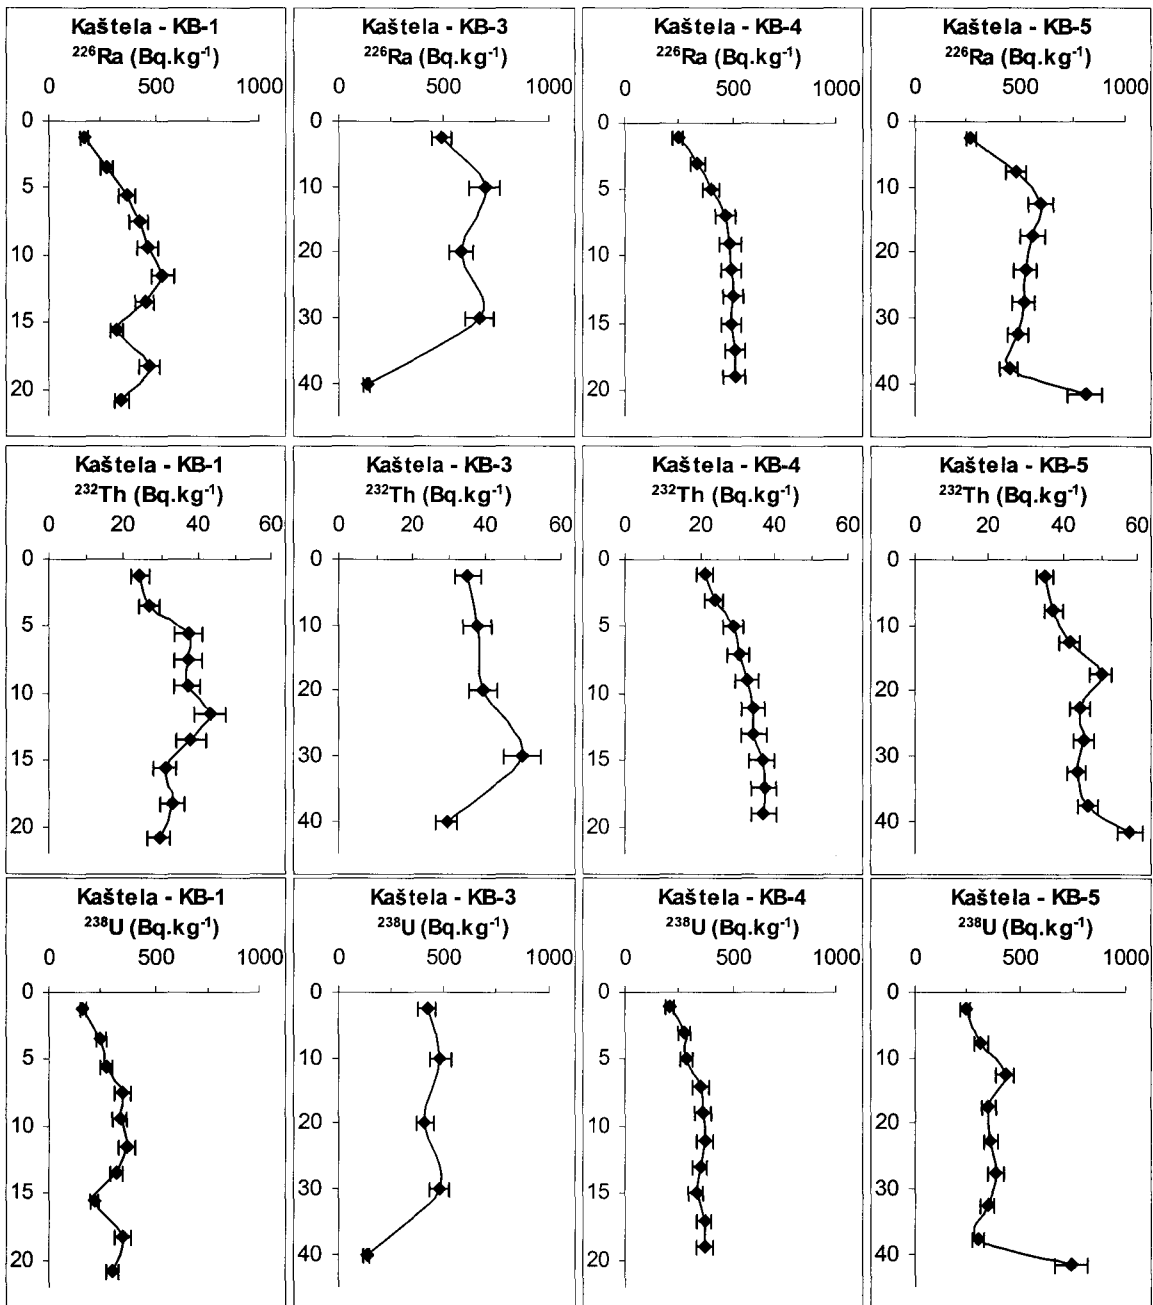 Kaštela - KB-1
²²⁶Ra (Bq.kg⁻¹)
0 500 1000
0
5
10
15
20
Kaštela - KB-3
²²⁶Ra (Bq.kg⁻¹)
0 500 1000
0
10
20
30
40
Kaštela - KB-4
²²⁶Ra (Bq.kg⁻¹)
0 500 1000
0
5
10
15
20
Kaštela - KB-5
²²⁶Ra (Bq.kg⁻¹)
0 500 1000
0
10
20
30
40
Kaštela - KB-1
²³²Th (Bq.kg⁻¹)
0 20 40 60
0
5
10
15
20
Kaštela - KB-3
²³²Th (Bq.kg⁻¹)
0 20 40 60
0
10
20
30
40
Kaštela - KB-4
²³²Th (Bq.kg⁻¹)
0 20 40 60
0
5
10
15
20
Kaštela - KB-5
²³²Th (Bq.kg⁻¹)
0 20 40 60
0
10
20
30
40
Kaštela - KB-1
²³⁸U (Bq.kg⁻¹)
0 500 1000
0
5
10
15
20
Kaštela - KB-3
²³⁸U (Bq.kg⁻¹)
0 500 1000
0
10
20
30
40
Kaštela - KB-4
²³⁸U (Bq.kg⁻¹)
0 500 1000
0
5
10
15
20
Kaštela - KB-5
²³⁸U (Bq.kg⁻¹)
0 500 1000
0
10
20
30
40